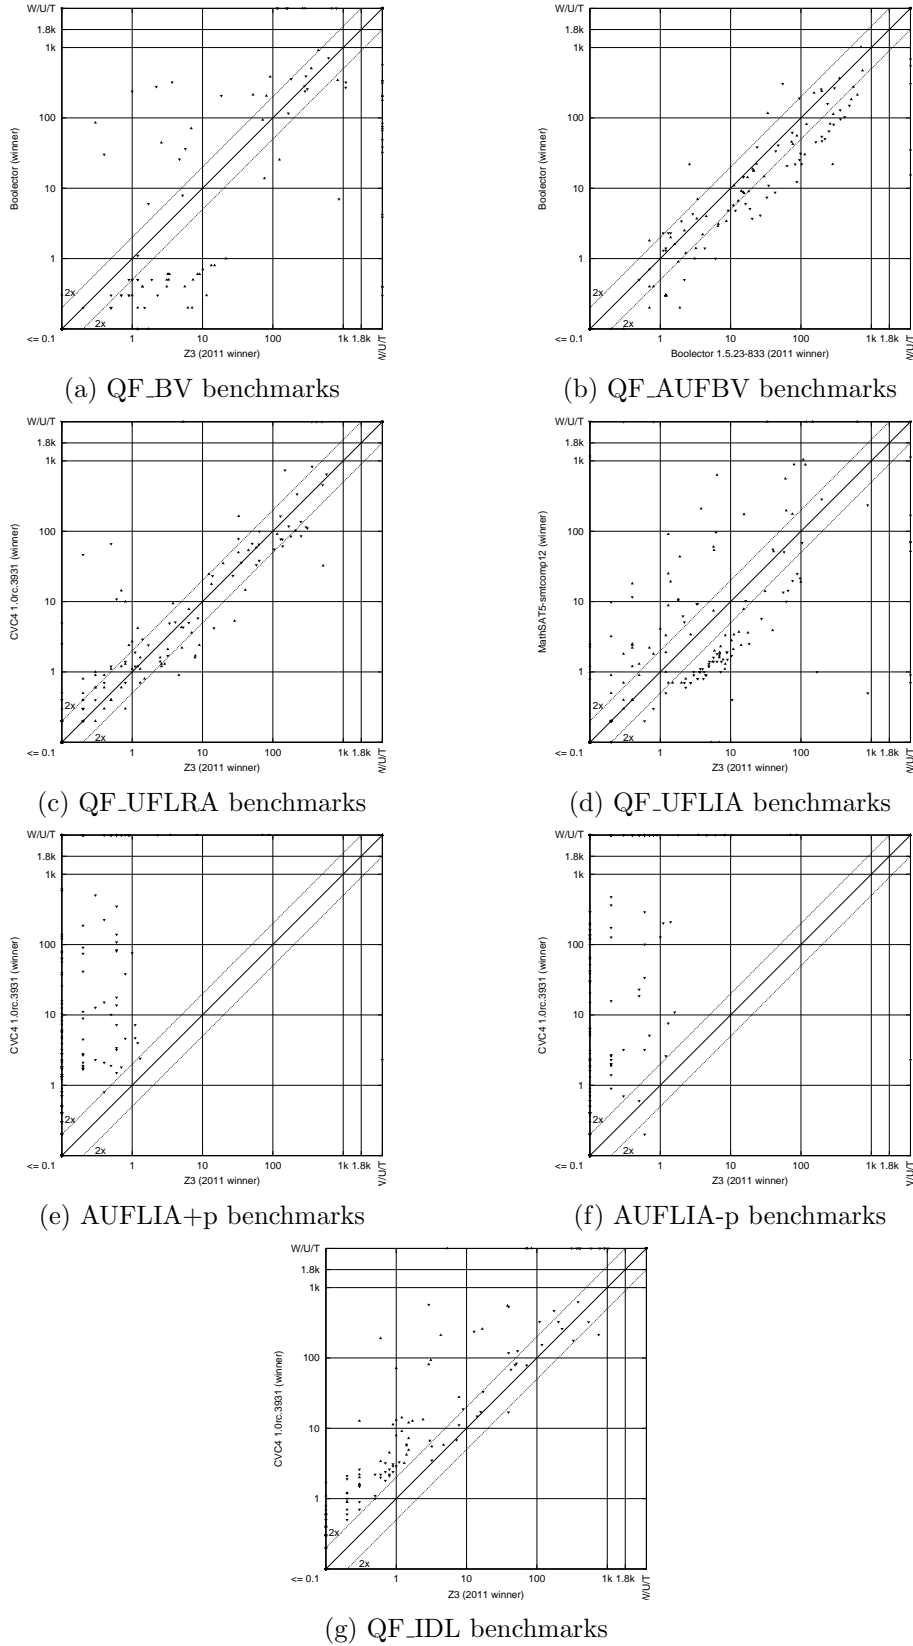 W/U/T
1.8k
1k
100
10
1
<= 0.1
Boolector (winner)
2x
2x
1 10 100 1k 1.8k W/U/T
Z3 (2011 winner)
(a) QF_BV benchmarks
W/U/T
1.8k
1k
100
10
1
<= 0.1
Boolector (winner)
2x
2x
1 10 100 1k 1.8k W/U/T
Boolector 1.5.23-833 (2011 winner)
(b) QF_AUFBV benchmarks
W/U/T
1.8k
1k
100
10
1
<= 0.1
CVC4 1.0rc.3931 (winner)
2x
2x
1 10 100 1k 1.8k W/U/T
Z3 (2011 winner)
(c) QF_UFLRA benchmarks
W/U/T
1.8k
1k
100
10
1
<= 0.1
MathSAT5-smtcomp12 (winner)
2x
2x
1 10 100 1k 1.8k W/U/T
Z3 (2011 winner)
(d) QF_UFLIA benchmarks
W/U/T
1.8k
1k
100
10
1
<= 0.1
CVC4 1.0rc.3931 (winner)
2x
2x
1 10 100 1k 1.8k W/U/T
Z3 (2011 winner)
(e) AUFLIA+p benchmarks
W/U/T
1.8k
1k
100
10
1
<= 0.1
CVC4 1.0rc.3931 (winner)
2x
2x
1 10 100 1k 1.8k W/U/T
Z3 (2011 winner)
(f) AUFLIA-p benchmarks
W/U/T
1.8k
1k
100
10
1
<= 0.1
CVC4 1.0rc.3931 (winner)
2x
2x
1 10 100 1k 1.8k W/U/T
Z3 (2011 winner)
(g) QF_IDL benchmarks